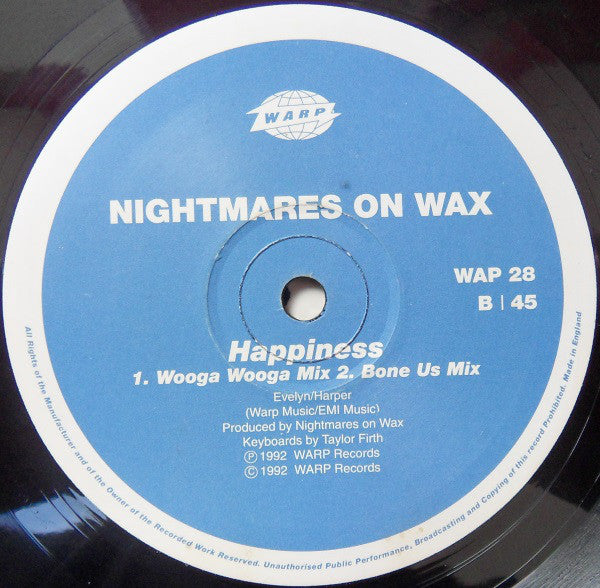 WARP
NIGHTMARES ON WAX
WAP 28
B | 45
Happiness
1. Wooga Wooga Mix 2. Bone Us Mix
Evelyn/Harper
(Warp Music/EMI Music)
Produced by Nightmares on Wax
Keyboards by Taylor Firth
℗ 1992 WARP Records
© 1992 WARP Records
All Rights of the Manufacturer and of the Owner of the Recorded Work Reserved. Unauthorised Public Performance, Broadcasting and Copying of this record Prohibited. Made in England